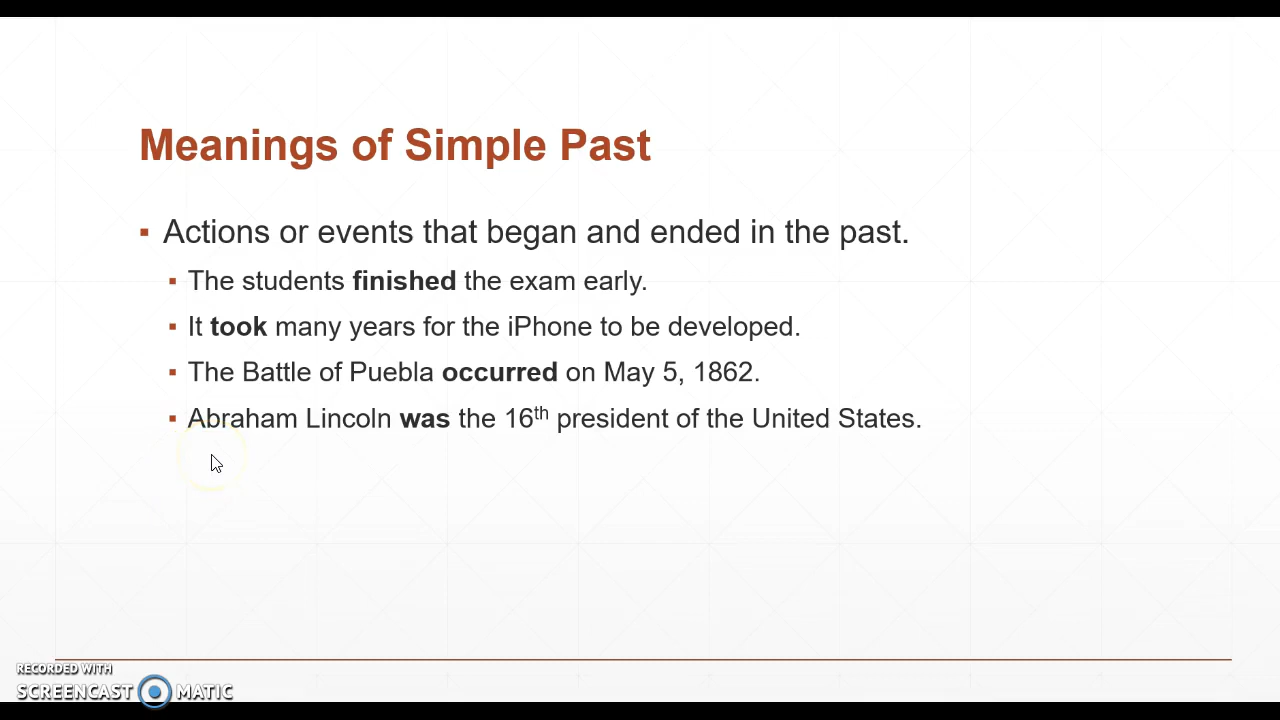 Meanings of Simple Past
▪ Actions or events that began and ended in the past.
▪ The students finished the exam early.
▪ It took many years for the iPhone to be developed.
▪ The Battle of Puebla occurred on May 5, 1862.
▪ Abraham Lincoln was the 16th president of the United States.
RECORDED WITH
SCREENCAST MATIC